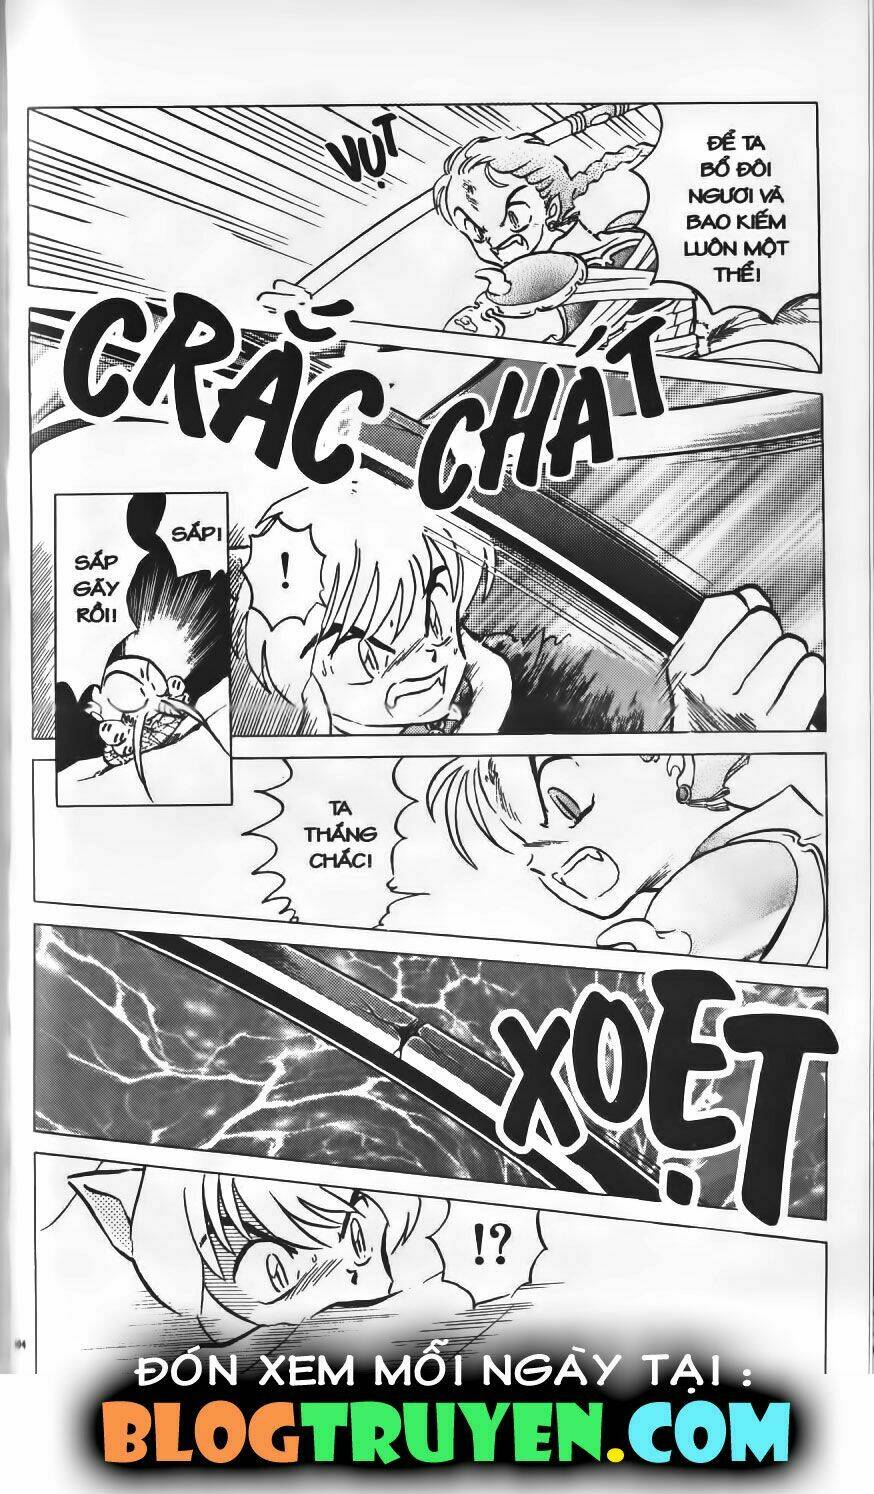 VỤT
ĐỂ TA
BỔ ĐÔI
NGƯƠI VÀ
BAO KIẾM
LUÔN MỘT
THỂ!
CRẮC
CHÁT
SẮP!
SẮP
GÃY
RỒI!
!
TA
THẮNG
CHẮC!
XOẸT
!?
104
ĐÓN XEM MỖI NGÀY TẠI :
BLOGTRUYEN.COM